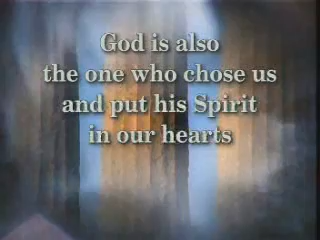 God is also
the one who chose us
and put his Spirit
in our hearts